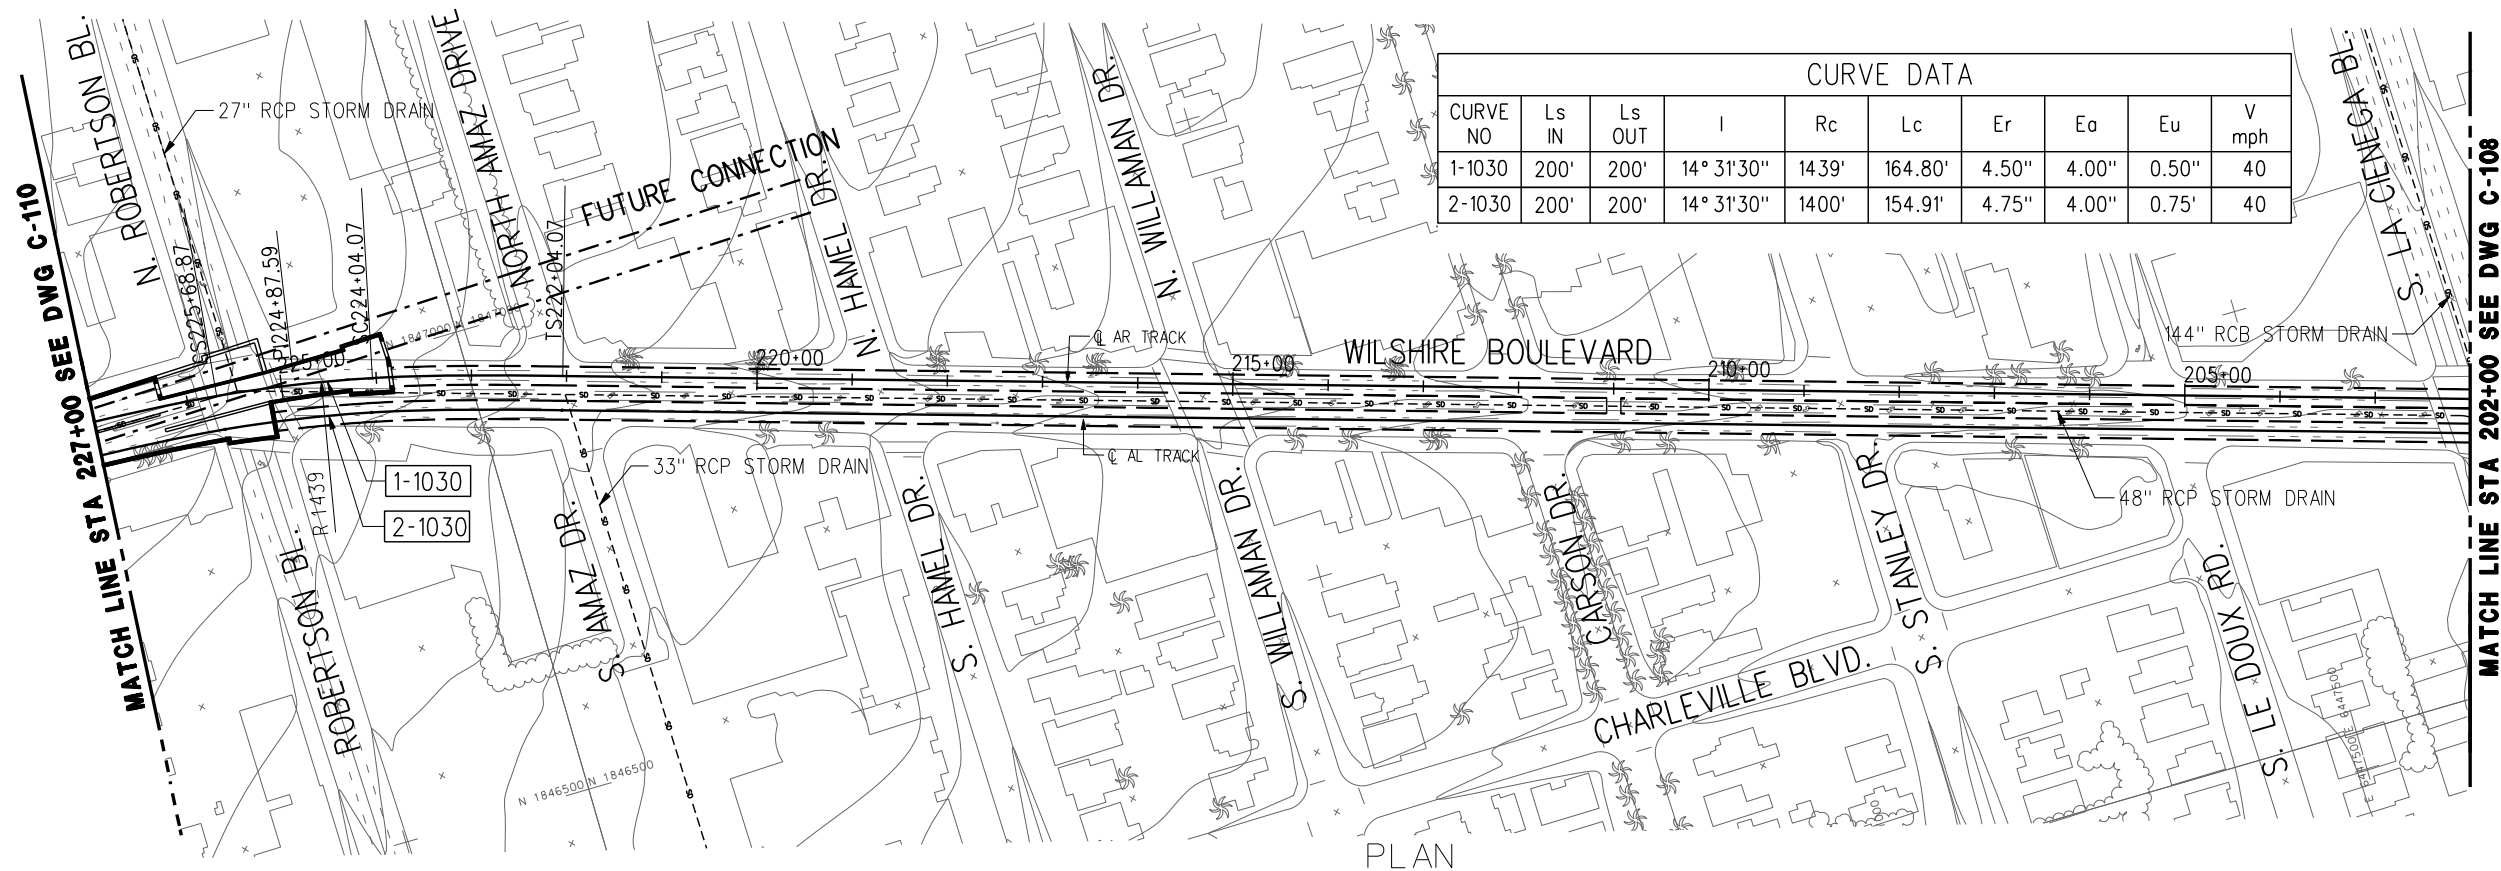 CURVE DATA
CURVE NO Ls IN Ls OUT I Rc Lc Er Ea Eu V mph
1-1030 200' 200' 14° 31'30" 1439' 164.80' 4.50" 4.00" 0.50" 40
2-1030 200' 200' 14° 31'30" 1400' 154.91' 4.75" 4.00" 0.75' 40
N. ROBERTSON BL.
27" RCP STORM DRAIN
NORTH AMAZ DRIVE
FUTURE CONNECTION
N. HAMEL DR.
N. WILLAMAN DR.
S. LA CIENEGA BL.
144" RCB STORM DRAIN
MATCH LINE STA 227+00 SEE DWG C-110
MATCH LINE STA 202+00 SEE DWG C-108
CS225+68.87
PI224+87.59
SC224+04.07
TS222+04.07
N 1847000
225+00
220+00
215+00
210+00
205+00
℄ AR TRACK
WILSHIRE BOULEVARD
℄ AL TRACK
33" RCP STORM DRAIN
48" RCP STORM DRAIN
1-1030
2-1030
R 1439
ROBERTSON BL.
S. AMAZ DR.
S. HAMEL DR.
S. WILLAMAN DR.
CARSON DR.
S. STANLEY DR.
S. LE DOUX RD.
CHARLEVILLE BLVD.
N 1846500 N 1846500
E 6447500
PLAN